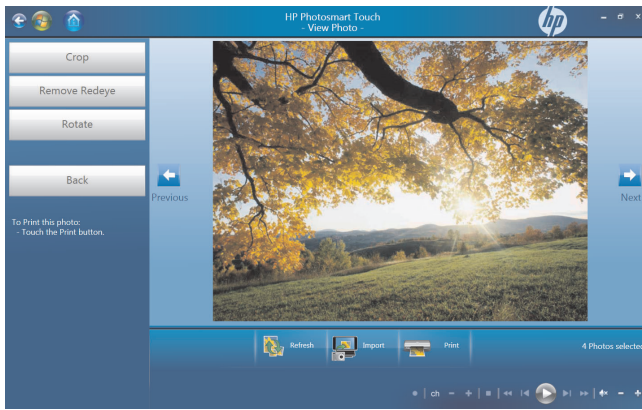 HP Photosmart Touch
- View Photo -
hp
Crop
Remove Redeye
Rotate
Back
Previous
Next
To Print this photo:
- Touch the Print button.
Refresh
Import
Print
4 Photos selected
ch